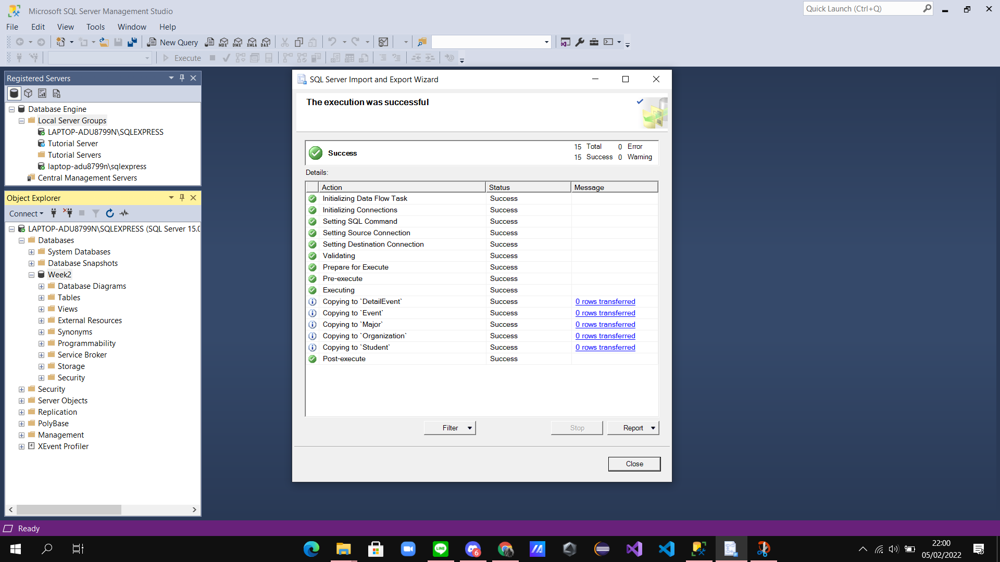 Microsoft SQL Server Management Studio
Quick Launch (Ctrl+Q)
File Edit View Tools Window Help
New Query MDX DMX XMLA DAX
Execute
Registered Servers
Database Engine
Local Server Groups
LAPTOP-ADU8799N\SQLEXPRESS
Tutorial Server
Tutorial Servers
laptop-adu8799n\sqlexpress
Central Management Servers
Object Explorer
Connect
LAPTOP-ADU8799N\SQLEXPRESS (SQL Server 15.0
Databases
System Databases
Database Snapshots
Week2
Database Diagrams
Tables
Views
External Resources
Synonyms
Programmability
Service Broker
Storage
Security
Security
Server Objects
Replication
PolyBase
Management
XEvent Profiler
SQL Server Import and Export Wizard
The execution was successful
Success
15 Total 0 Error
15 Success 0 Warning
Details:
Action Status Message
Initializing Data Flow Task Success
Initializing Connections Success
Setting SQL Command Success
Setting Source Connection Success
Setting Destination Connection Success
Validating Success
Prepare for Execute Success
Pre-execute Success
Executing Success
Copying to `DetailEvent` Success 0 rows transferred
Copying to `Event` Success 0 rows transferred
Copying to `Major` Success 0 rows transferred
Copying to `Organization` Success 0 rows transferred
Copying to `Student` Success 0 rows transferred
Post-execute Success
Filter Stop Report
Close
Ready
LINE
6
22:00
05/02/2022